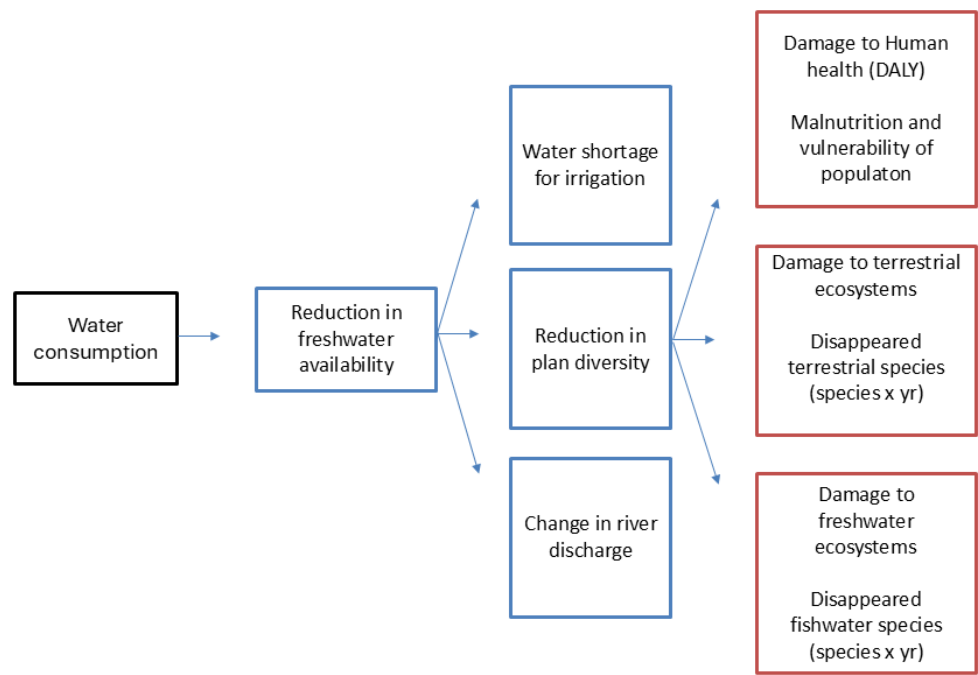 Water
consumption
Reduction in
freshwater
availability
Water shortage
for irrigation
Reduction in
plan diversity
Change in river
discharge
Damage to Human
health (DALY)
Malnutrition and
vulnerability of
populaton
Damage to terrestrial
ecosystems
Disappeared
terrestrial species
(species x yr)
Damage to
freshwater
ecosystems
Disappeared
fishwater species
(species x yr)